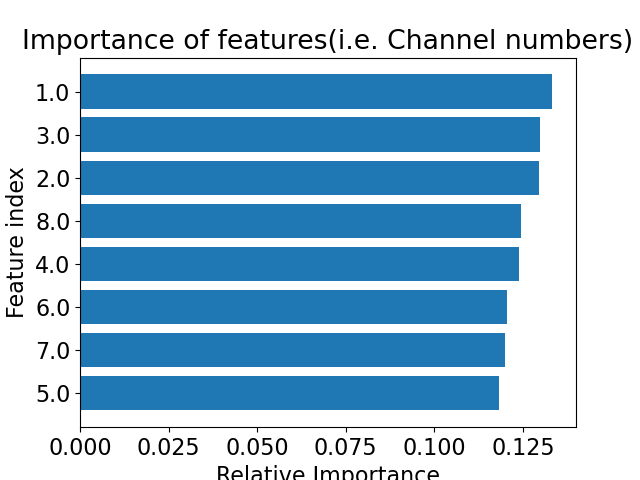 Importance of features(i.e. Channel numbers)
1.0
3.0
2.0
8.0
4.0
6.0
7.0
5.0
Feature index
0.000 0.025 0.050 0.075 0.100 0.125
Relative Importance